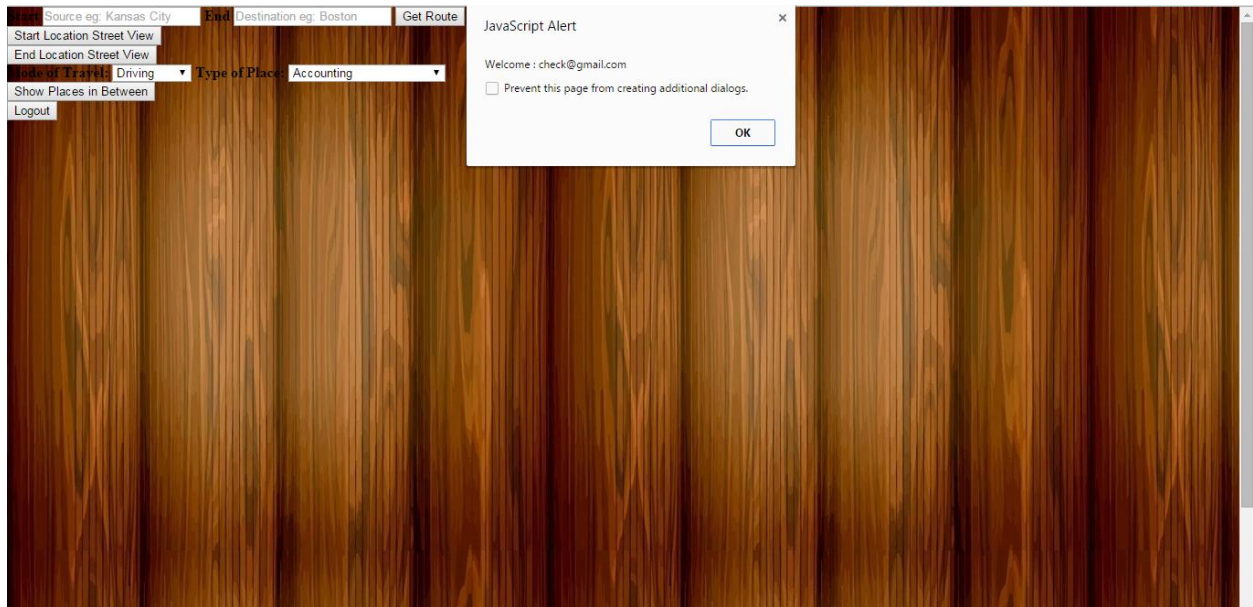 Start Source eg: Kansas City End Destination eg: Boston Get Route
Start Location Street View
End Location Street View
Mode of Travel: Driving Type of Place: Accounting
Show Places in Between
Logout
JavaScript Alert
Welcome : check@gmail.com
Prevent this page from creating additional dialogs.
OK